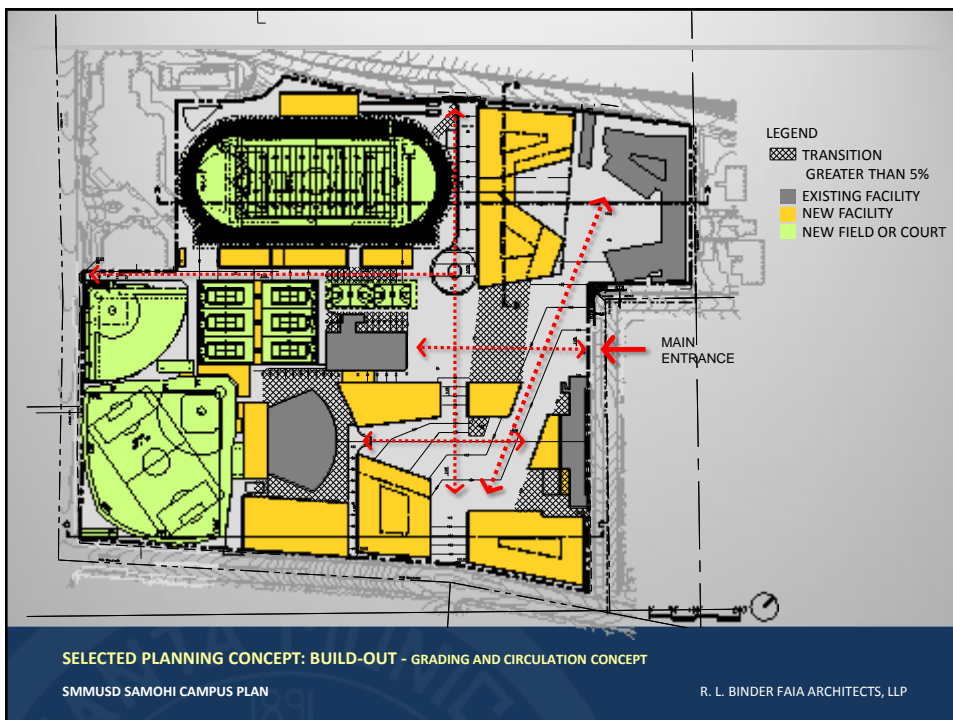 LEGEND
TRANSITION
GREATER THAN 5%
EXISTING FACILITY
NEW FACILITY
NEW FIELD OR COURT
MAIN
ENTRANCE
SELECTED PLANNING CONCEPT: BUILD-OUT - GRADING AND CIRCULATION CONCEPT
SMMUSD SAMOHI CAMPUS PLAN
R. L. BINDER FAIA ARCHITECTS, LLP